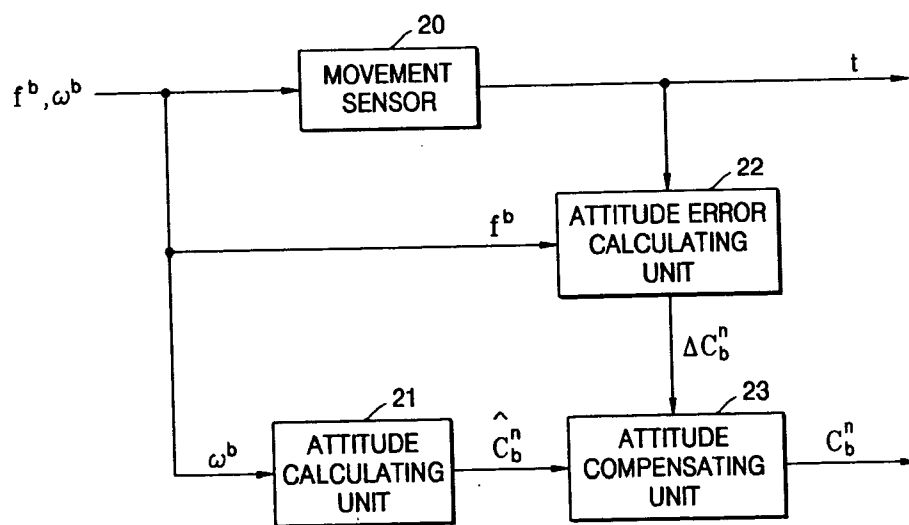 20
MOVEMENT
SENSOR
t
f^b, ω^b
22
ATTITUDE ERROR
CALCULATING
UNIT
f^b
ΔC_b^n
21
ATTITUDE
CALCULATING
UNIT
ω^b
Ĉ_b^n
23
ATTITUDE
COMPENSATING
UNIT
C_b^n